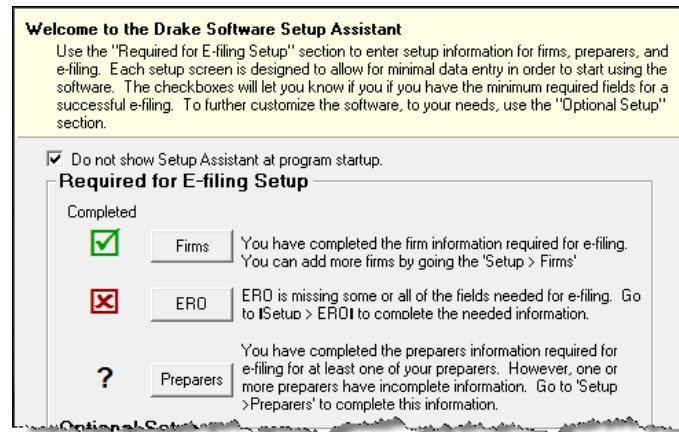 Welcome to the Drake Software Setup Assistant
Use the "Required for E-filing Setup" section to enter setup information for firms, preparers, and
e-filing. Each setup screen is designed to allow for minimal data entry in order to start using the
software. The checkboxes will let you know if you if you have the minimum required fields for a
successful e-filing. To further customize the software, to your needs, use the "Optional Setup"
section.
Do not show Setup Assistant at program startup.
Required for E-filing Setup
Completed
Firms
You have completed the firm information required for e-filing.
You can add more firms by going the 'Setup > Firms'
ERO
ERO is missing some or all of the fields needed for e-filing. Go
to |Setup > ERO| to complete the needed information.
?
Preparers
You have completed the preparers information required for
e-filing for at least one of your preparers. However, one or
more preparers have incomplete information. Go to 'Setup
>Preparers' to complete this information.
Optional Setup